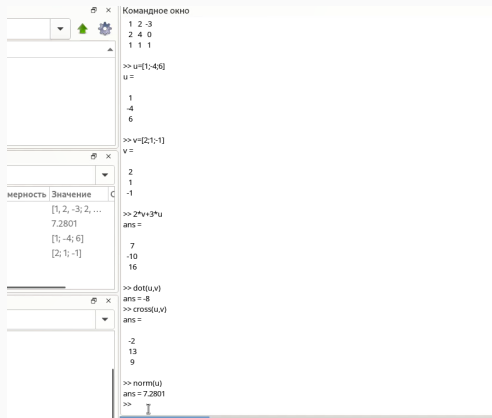 Командное окно
1 2 -3
2 4 0
1 1 1
>> u=[1;-4;6]
u =
1
-4
6
>> v=[2;1;-1]
v =
2
1
-1
>> 2*v+3*u
ans =
7
-10
16
>> dot(u,v)
ans = -8
>> cross(u,v)
ans =
-2
13
9
>> norm(u)
ans = 7.2801
>>
мерность Значение С
[1, 2, -3; 2, ...
7.2801
[1; -4; 6]
[2; 1; -1]